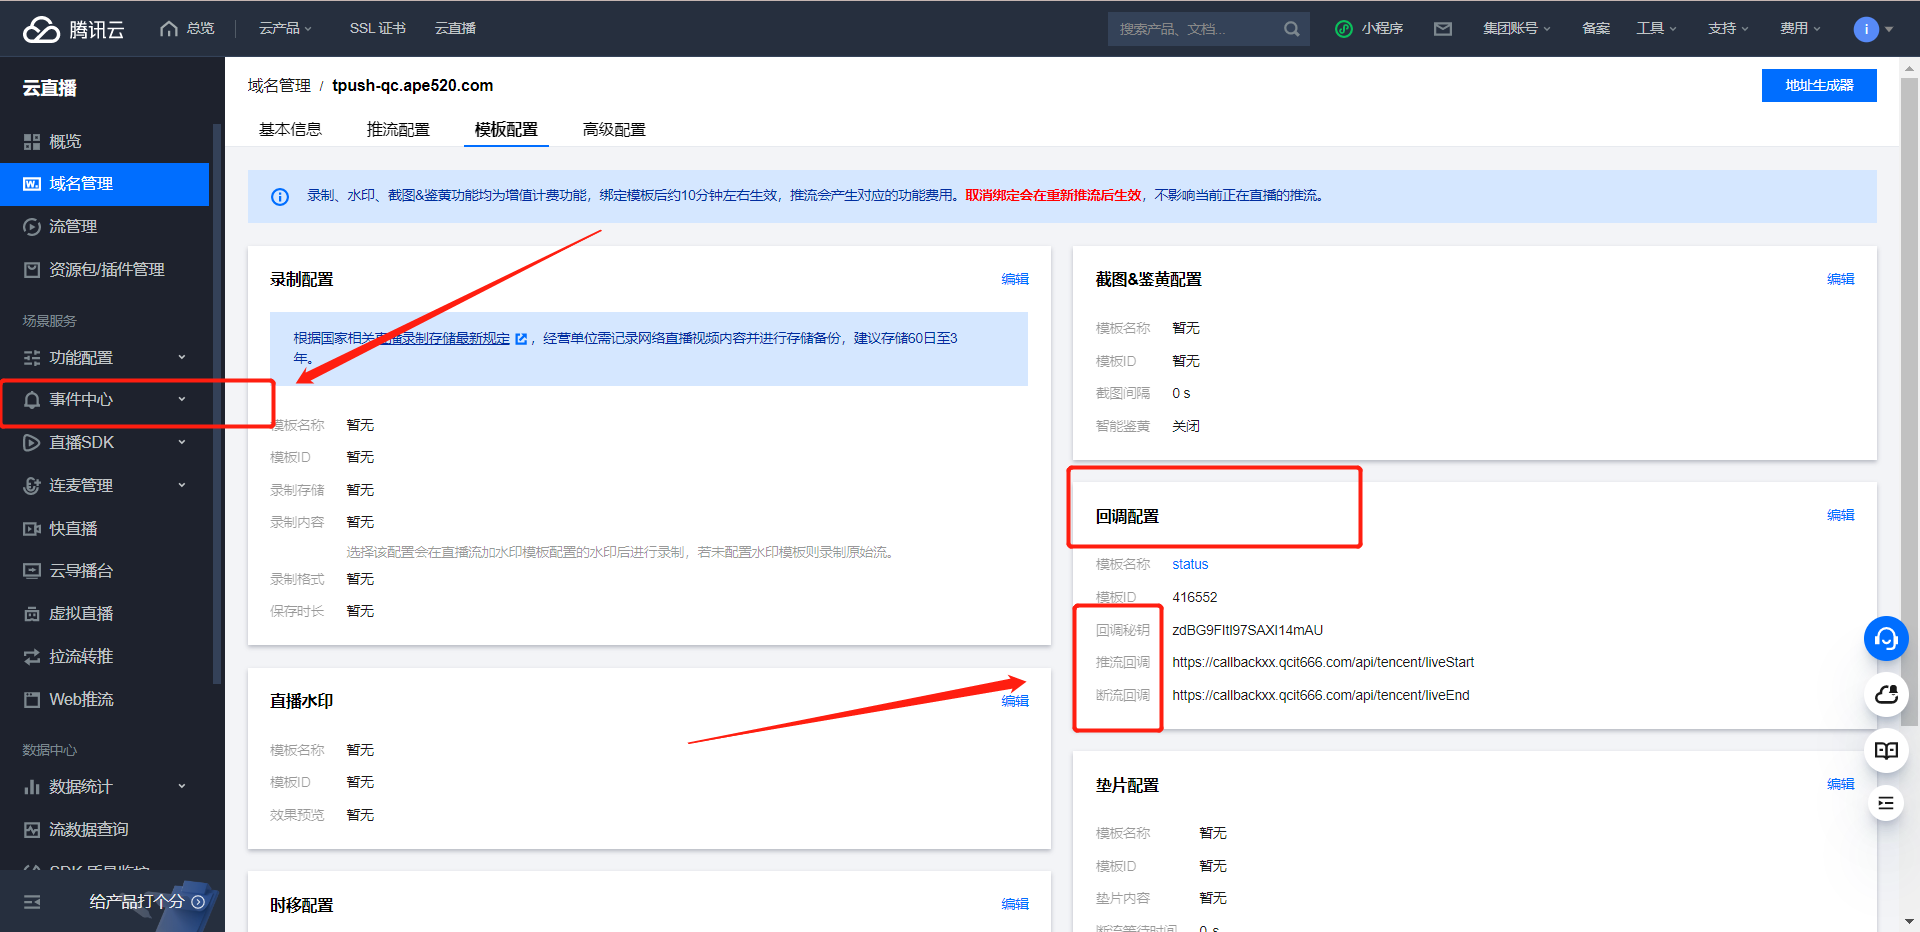 腾讯云
总览
云产品
SSL 证书
云直播
搜索产品、文档...
小程序
集团账号
备案
工具
支持
费用
i
云直播
概览
域名管理
流管理
资源包/插件管理
场景服务
功能配置
事件中心
直播SDK
连麦管理
快直播
云导播台
虚拟直播
拉流转推
Web推流
数据中心
数据统计
流数据查询
给产品打个分
域名管理 / tpush-qc.ape520.com
地址生成器
基本信息
推流配置
模板配置
高级配置
录制、水印、截图&鉴黄功能均为增值计费功能，绑定模板后约10分钟左右生效，推流会产生对应的功能费用。取消绑定会在重新推流后生效，不影响当前正在直播的推流。
录制配置
编辑
根据国家相关直播录制存储最新规定 ，经营单位需记录网络直播视频内容并进行存储备份，建议存储60日至3
年。
模板名称 暂无
模板ID 暂无
录制存储 暂无
录制内容 暂无
选择该配置会在直播流加水印模板配置的水印后进行录制，若未配置水印模板则录制原始流。
录制格式 暂无
保存时长 暂无
直播水印
编辑
模板名称 暂无
模板ID 暂无
效果预览 暂无
时移配置
编辑
截图&鉴黄配置
编辑
模板名称 暂无
模板ID 暂无
截图间隔 0 s
智能鉴黄 关闭
回调配置
编辑
模板名称 status
模板ID 416552
回调秘钥 zdBG9FItI97SAXI14mAU
推流回调 https://callbackxx.qcit666.com/api/tencent/liveStart
断流回调 https://callbackxx.qcit666.com/api/tencent/liveEnd
垫片配置
编辑
模板名称 暂无
模板ID 暂无
垫片内容 暂无
断流等待时间 0 s